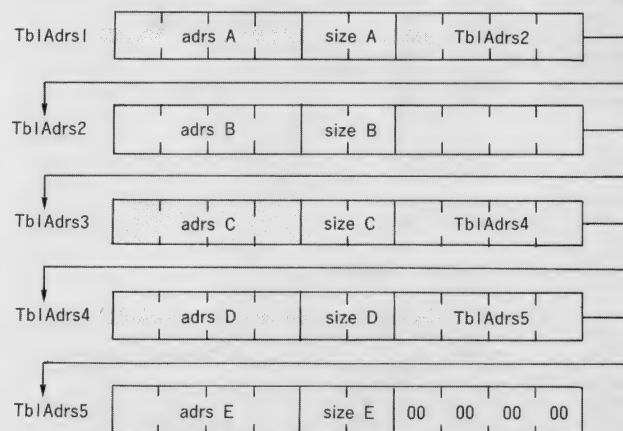 TblAdrs1 adrs A size A TblAdrs2
TblAdrs2 adrs B size B
TblAdrs3 adrs C size C TblAdrs4
TblAdrs4 adrs D size D TblAdrs5
TblAdrs5 adrs E size E 00 00 00 00